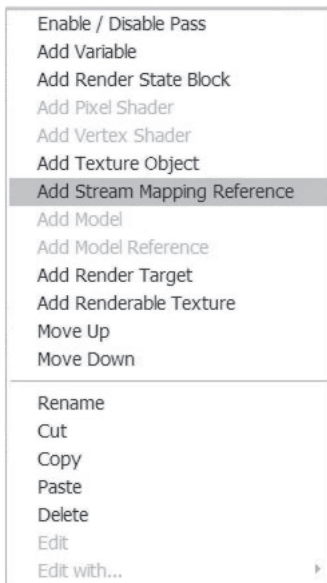 Enable / Disable Pass
Add Variable
Add Render State Block
Add Pixel Shader
Add Vertex Shader
Add Texture Object
Add Stream Mapping Reference
Add Model
Add Model Reference
Add Render Target
Add Renderable Texture
Move Up
Move Down
Rename
Cut
Copy
Paste
Delete
Edit
Edit with...